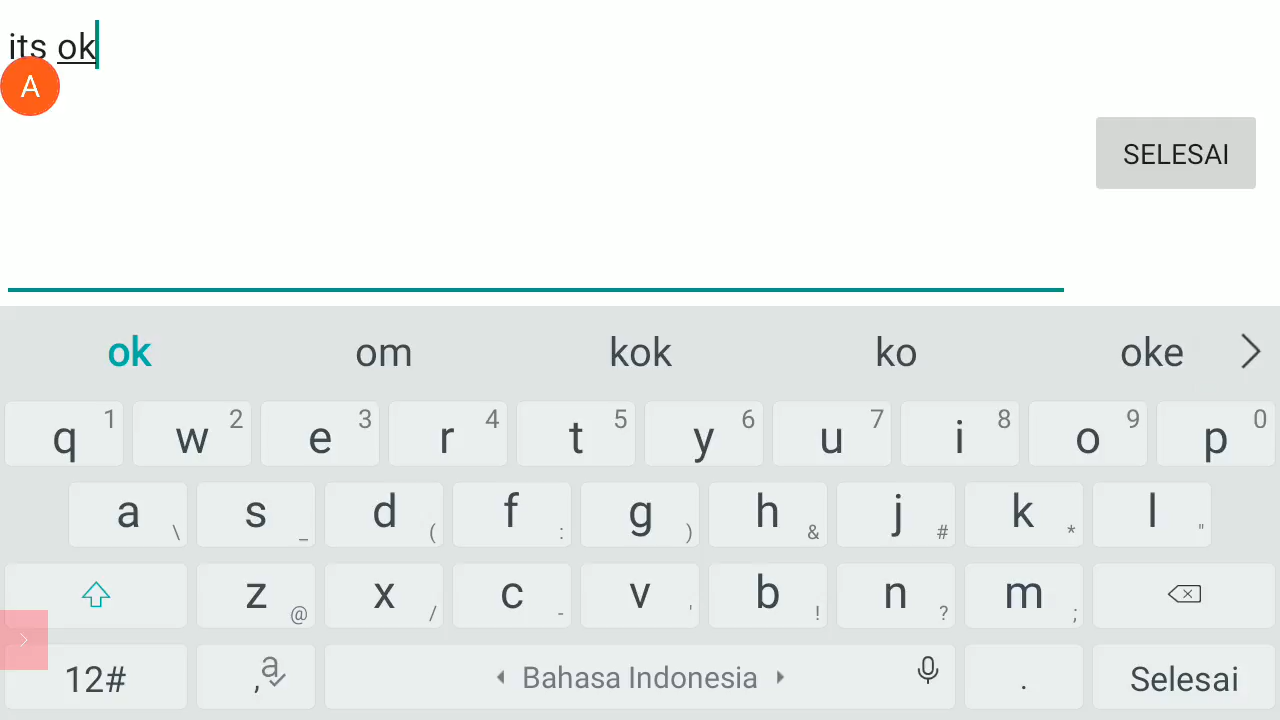 its ok
A
SELESAI
ok om kok ko oke
q 1 w 2 e 3 r 4 t 5 y 6 u 7 i 8 o 9 p 0
a \ s _ d ( f : g ) h & j # k * l "
z @ x / c - v ' b ! n ? m ;
12# , a Bahasa Indonesia . Selesai